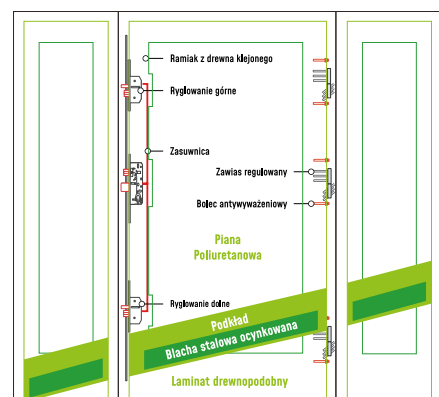 Ramiak z drewna klejonego
Ryglowanie górne
Zasuwnica
Zawias regulowany
Bolec antywyważeniowy
Piana
Poliuretanowa
Ryglowanie dolne
Podkład
Blacha stalowa ocynkowana
Laminat drewnopodobny